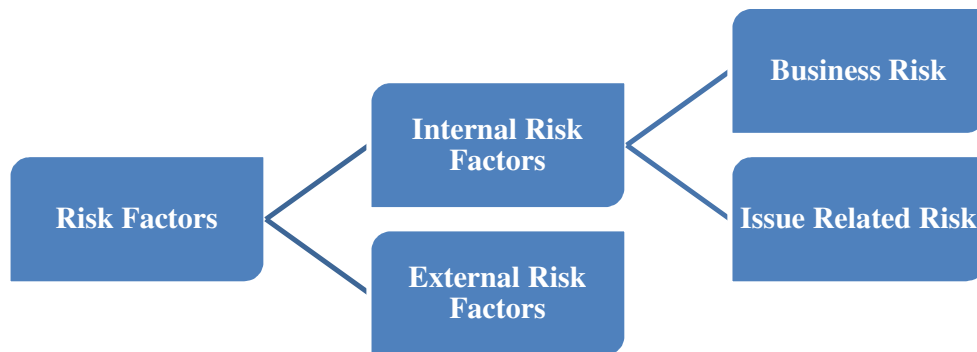 Risk Factors
Internal Risk
Factors
External Risk
Factors
Business Risk
Issue Related Risk